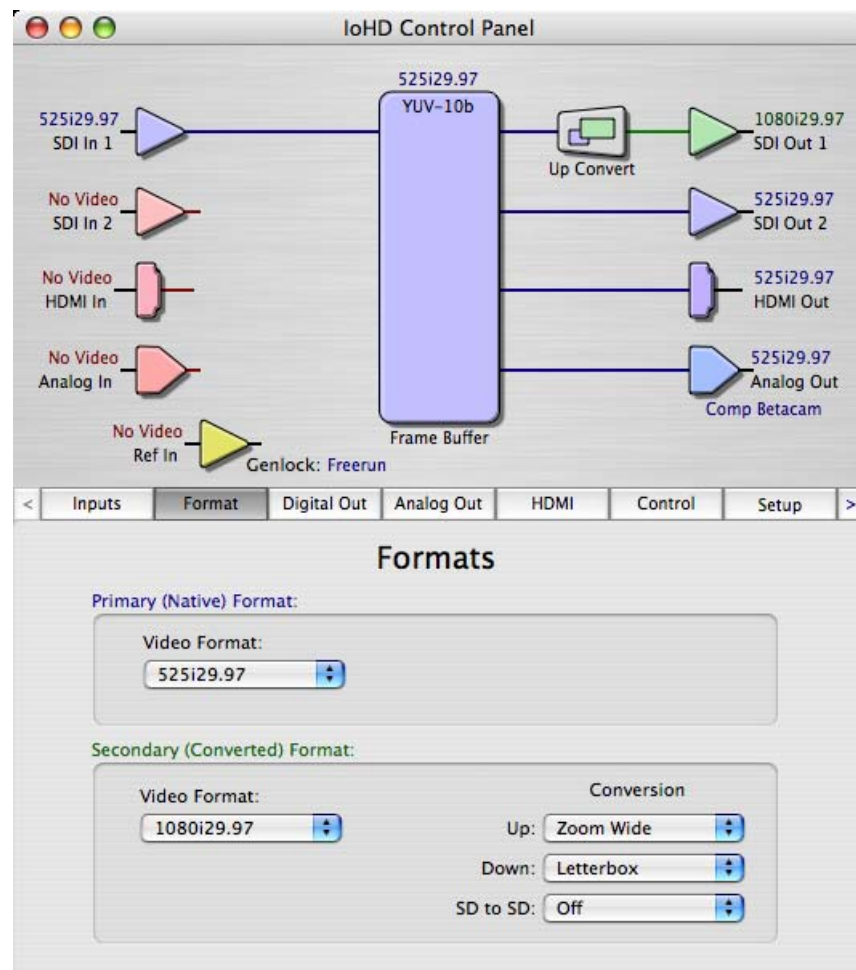 IoHD Control Panel
525i29.97
YUV-10b
525i29.97
SDI In 1
1080i29.97
SDI Out 1
Up Convert
No Video
SDI In 2
525i29.97
SDI Out 2
No Video
HDMI In
525i29.97
HDMI Out
No Video
Analog In
525i29.97
Analog Out
Comp Betacam
No Video
Ref In
Genlock: Freerun
Frame Buffer
< Inputs Format Digital Out Analog Out HDMI Control Setup >
Formats
Primary (Native) Format:
Video Format:
525i29.97
Secondary (Converted) Format:
Video Format:
1080i29.97
Conversion
Up: Zoom Wide
Down: Letterbox
SD to SD: Off